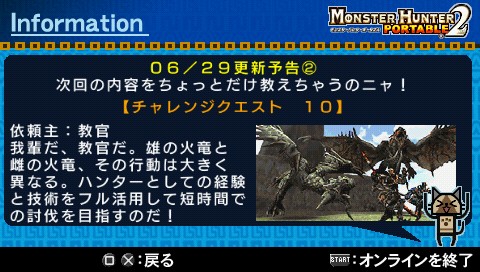 Information
MONSTER HUNTER
PORTABLE 2
06/29更新予告②
次回の内容をちょっとだけ教えちゃうのニャ！
【チャレンジクエスト　10】
依頼主：教官
我輩だ、教官だ。雄の火竜と
雌の火竜、その行動は大きく
異なる。ハンターとしての経験
と技術をフル活用して短時間で
の討伐を目指すのだ！
□×:戻る
START:オンラインを終了